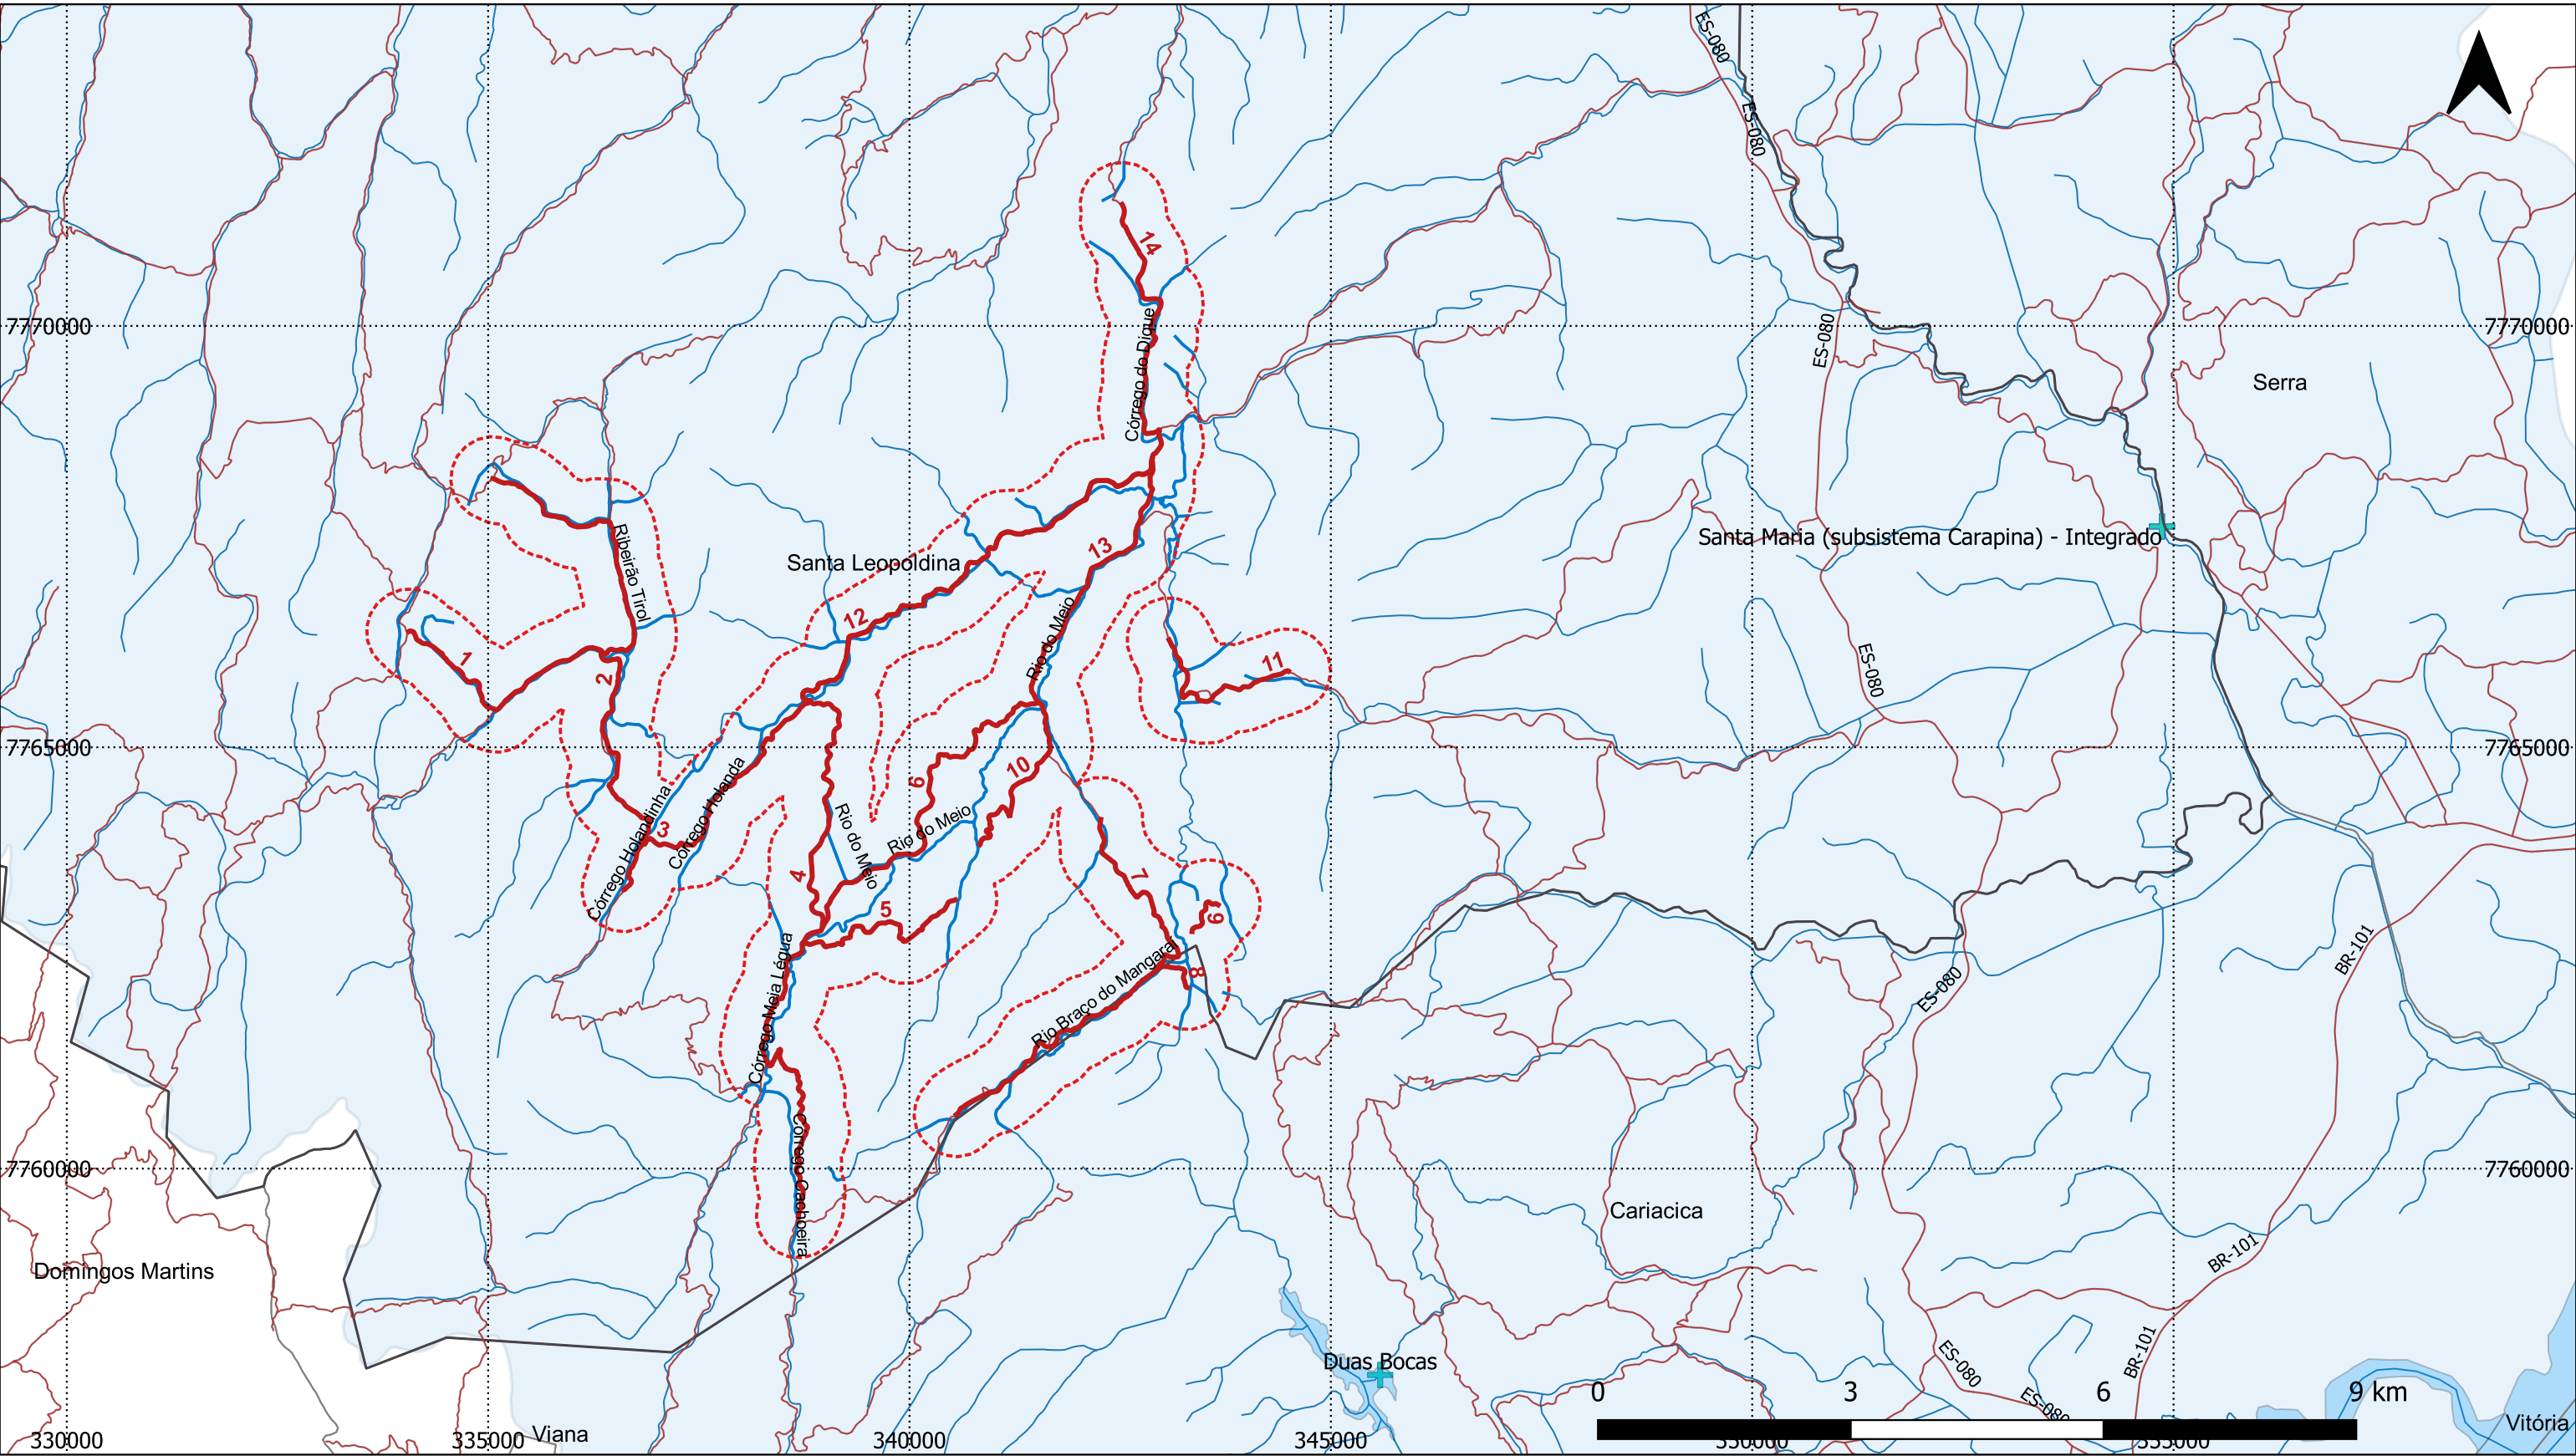 ES-080
ES-080
14
7770000
7770000
ES-080
Córrego do Dique
Serra
Santa Maria (subsistema Carapina) - Integrado
Ribeirão Tirol
13
Santa Leopoldina
12
Rio do Meio
1
2
11
ES-080
7765000
7765000
10
6
Córrego Holandinha
3
Córrego Holanda
Rio do Meio
Rio do Meio
4
7
5
9
BR-101
Córrego Meia Légua
Rio Braço do Mangaraí
8
ES-080
Córrego Cachoeira
7760000
7760000
Cariacica
BR-101
Domingos Martins
Duas Bocas
BR-101
ES-080
0 3 6 9 km
ES-080
Viana
Vitória
330000 335000 340000 345000 350000 355000